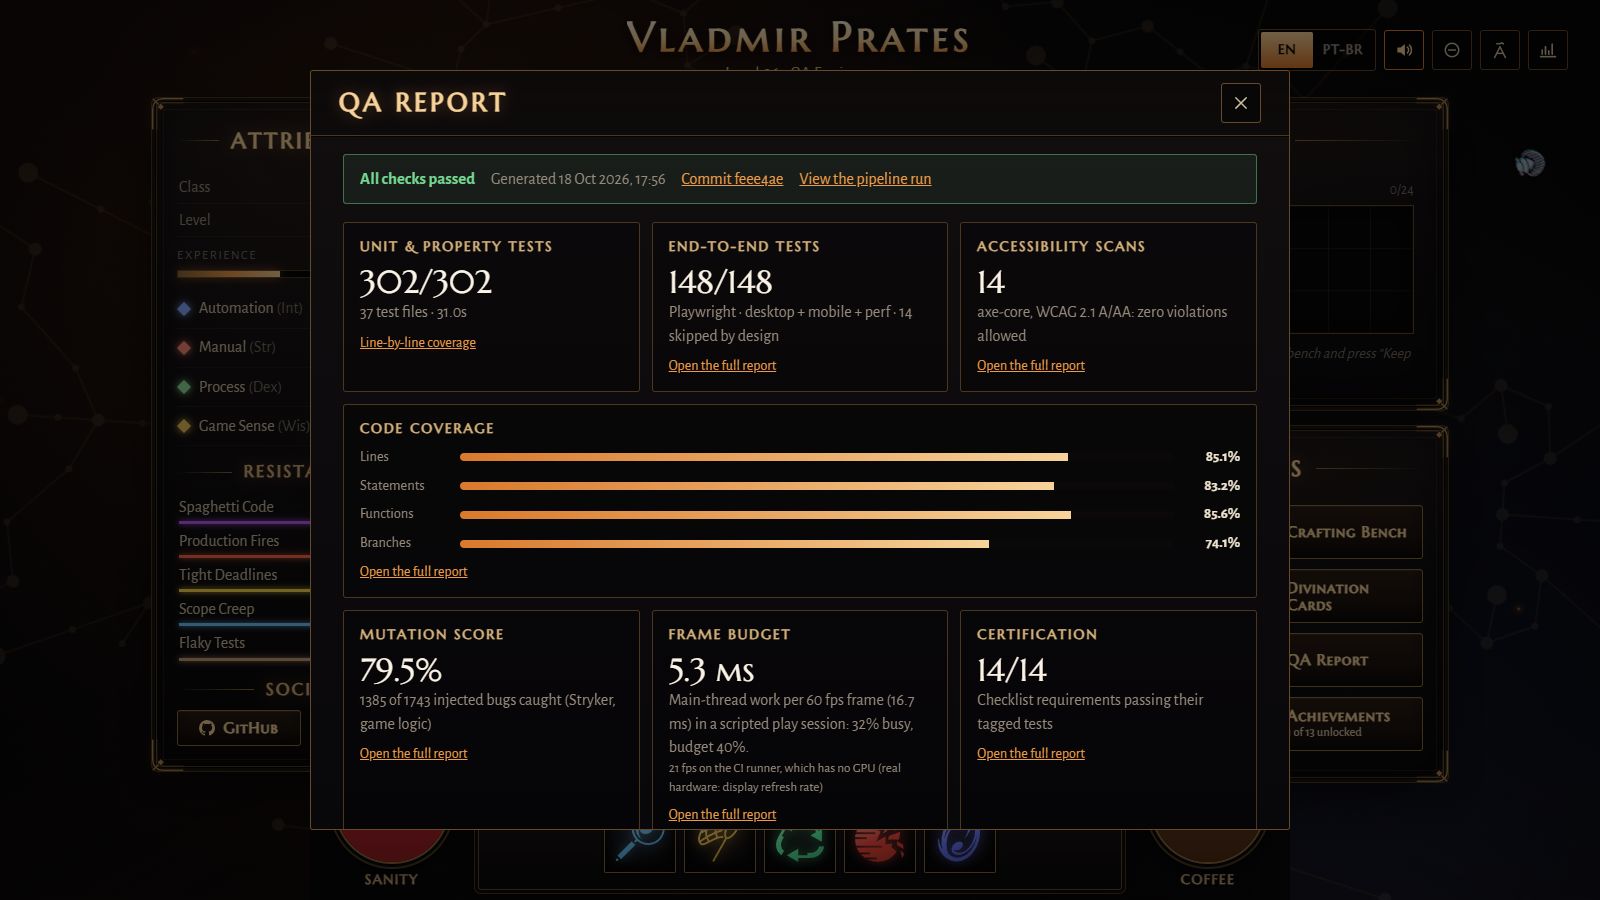 Vladmir Prates
EN PT-BR
QA REPORT
All checks passed Generated 18 Oct 2026, 17:56 Commit feee4ae View the pipeline run
UNIT & PROPERTY TESTS
302/302
37 test files · 31.0s
Line-by-line coverage
END-TO-END TESTS
148/148
Playwright · desktop + mobile + perf · 14
skipped by design
Open the full report
ACCESSIBILITY SCANS
14
axe-core, WCAG 2.1 A/AA: zero violations
allowed
Open the full report
CODE COVERAGE
Lines 85.1%
Statements 83.2%
Functions 85.6%
Branches 74.1%
Open the full report
MUTATION SCORE
79.5%
1385 of 1743 injected bugs caught (Stryker,
game logic)
Open the full report
FRAME BUDGET
5.3 MS
Main-thread work per 60 fps frame (16.7
ms) in a scripted play session: 32% busy,
budget 40%.
21 fps on the CI runner, which has no GPU (real
hardware: display refresh rate)
Open the full report
CERTIFICATION
14/14
Checklist requirements passing their
tagged tests
Open the full report
Class
Level
EXPERIENCE
Automation (Int)
Manual (Str)
Process (Dex)
Game Sense (Wis)
Spaghetti Code
Production Fires
Tight Deadlines
Scope Creep
Flaky Tests
GitHub
0/24
bench and press "Keep
Crafting Bench
Divination
Cards
QA Report
Achievements
of 13 unlocked
SANITY
COFFEE